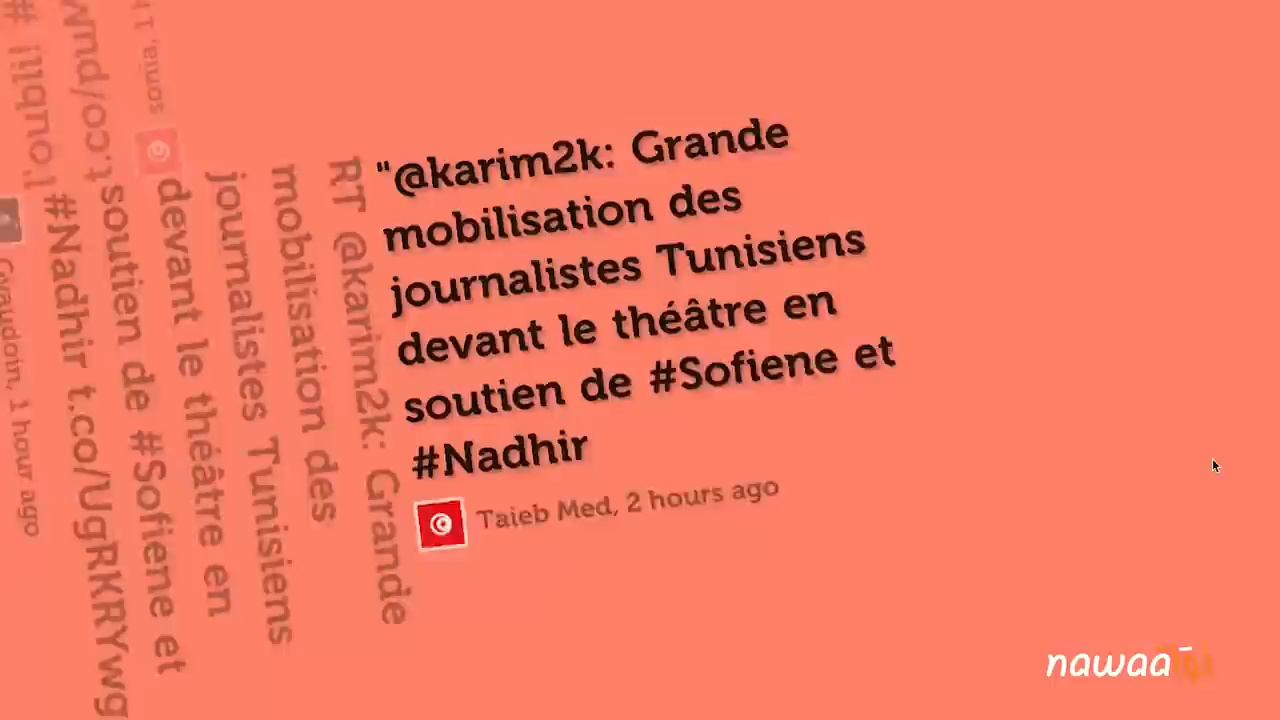 "@karim2k: Grande
mobilisation des
journalistes Tunisiens
devant le théâtre en
soutien de #Sofiene et
#Nadhir
Taieb Med, 2 hours ago
RT @karim2k: Grande
mobilisation des
journalistes Tunisiens
devant le théâtre en
soutien de #Sofiene et
#Nadhir t.co/UgRKRYwg
Gvaudoin, 1 hour ago
nawaa